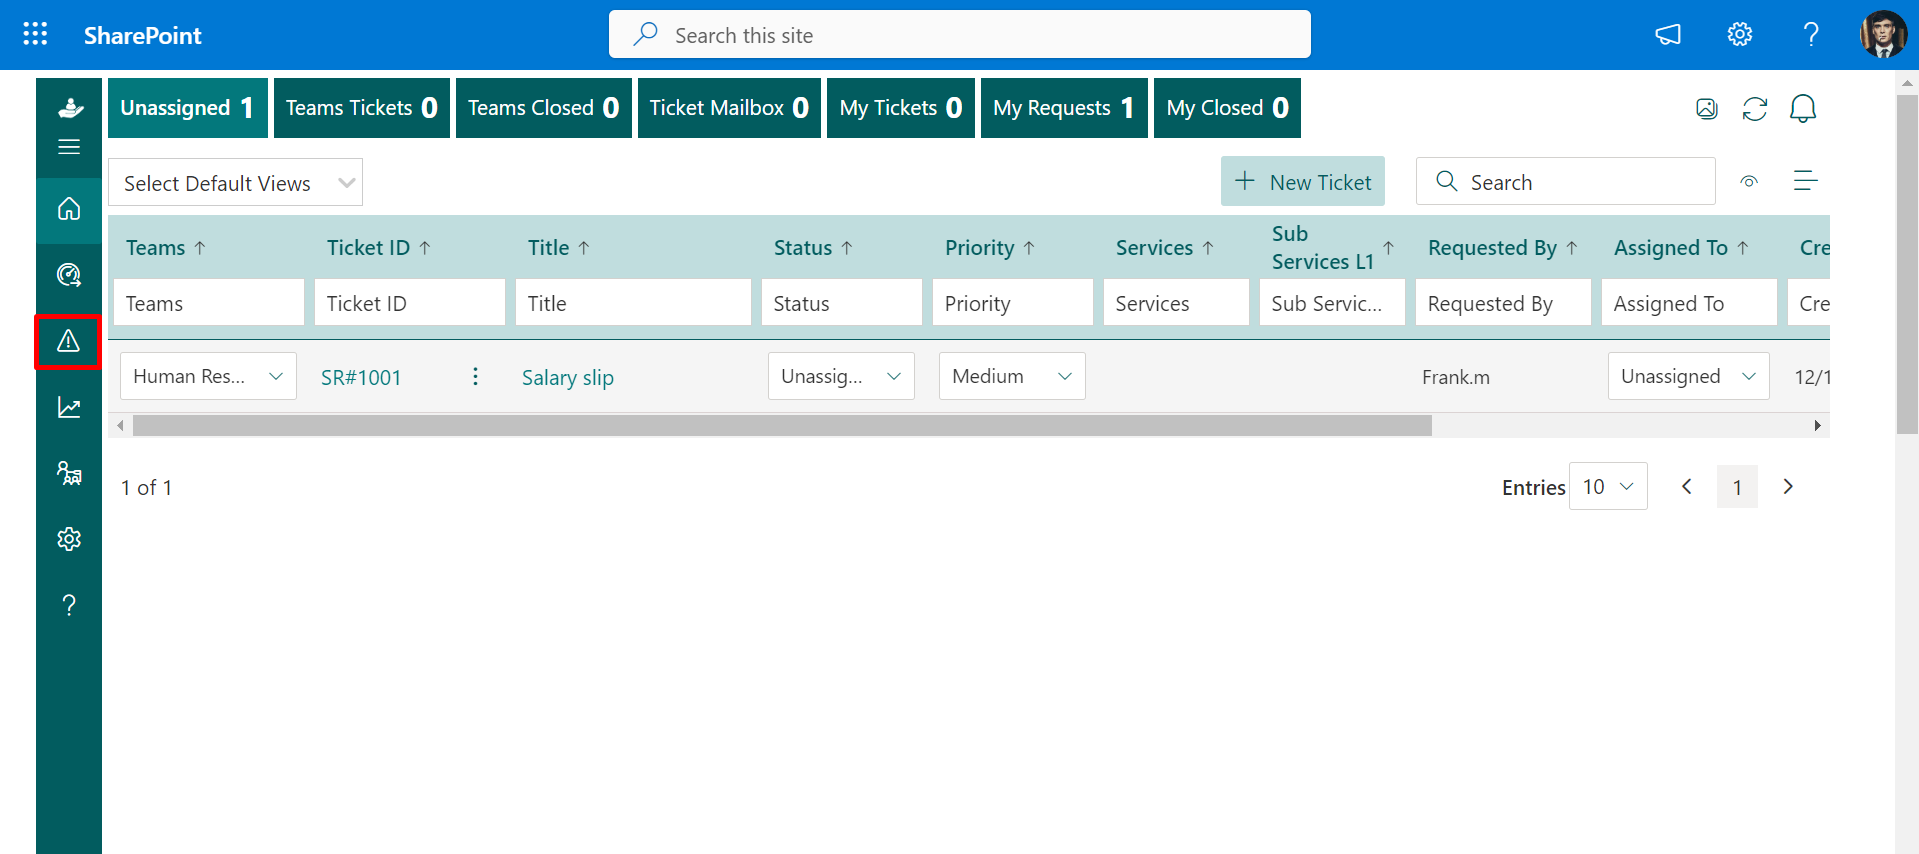 SharePoint
Search this site
Unassigned 1
Teams Tickets 0
Teams Closed 0
Ticket Mailbox 0
My Tickets 0
My Requests 1
My Closed 0
Select Default Views
New Ticket
Search
Teams
Ticket ID
Title
Status
Priority
Services
Sub
Services L1
Requested By
Assigned To
Cre
Teams
Ticket ID
Title
Status
Priority
Services
Sub Servic...
Requested By
Assigned To
Cre
Human Res...
SR#1001
Salary slip
Unassig...
Medium
Frank.m
Unassigned
12/1
1 of 1
Entries
10
1